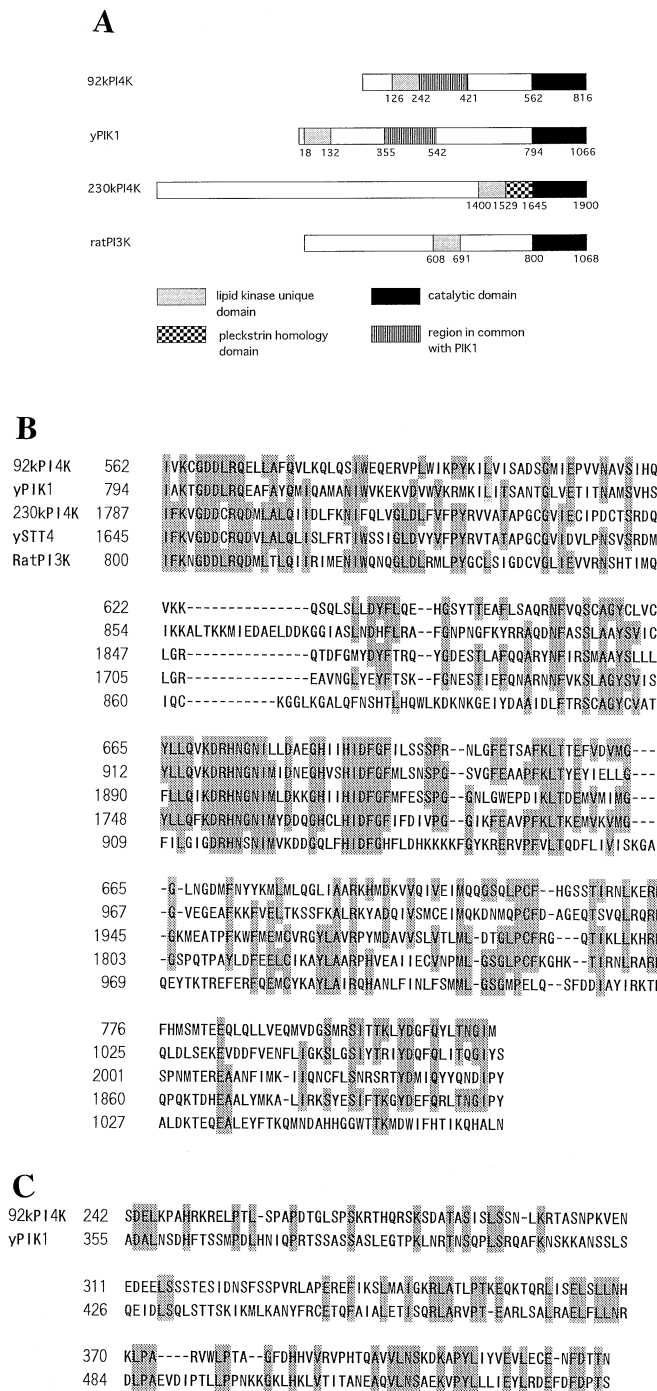 A
92kPI4K
126 242 421 562 816
yPIK1
18 132 355 542 794 1066
230kPI4K
1400 1529 1645 1900
ratPI3K
608 691 800 1068
lipid kinase unique domain
catalytic domain
pleckstrin homology domain
region in common with PIK1
B
92kPI4K 562 IVKCGDDLRQELLAFQVLKQLQSIWEQERVPLWIKPYKILVISADSGMIEPVVNAVSIHQ
yPIK1 794 IAKTGDDLRQEAFAYQMIQAMANIWVKEKVDVWVKRMKILITSANTGLVETITNAMSVHS
230kPI4K 1787 IFKVGDDCRQDMLALQIIDLFKNIFQLVGLDLFVFPYRVVATAPGCGVIECIPDCTSRDQ
ySTT4 1645 IFKVGDDCRQDVLALQLISLFRTIWSSIGLDVYVFPYRVTATAPGCGVIDVLPNSVSRDM
RatPI3K 800 IFKNGDDLRQDMLTLQIIRIMENIWQNQGLDLRMLPYGCLSIGDCVGLIEVVRNSHTIMQ
622 VKK----------------QSQLSLLDYFLQE--HGSYTTEAFLSAQRNFVQSCAGYCLVC
854 IKKALTKKMIEDAELDDKGGIASLNDHFLRA--FGNPNGFKYRRAQDNFASSLAAYSVIC
1847 LGR----------------QTDFGMYDYFTRQ--YGDESTLAFQQARYNFIRSMAAYSLLL
1705 LGR----------------EAVNGLYEYFTSK--FGNESTIEFQNARNNFVKSLAGYSVIS
860 IQC------------KGGLKGALQFNSHTLHQWLKDKNKGEIYDAAIDLFTRSCAGYCVAT
665 YLLQVKDRHNGNILLDAEGHIIHIDFGFILSSSPR--NLGFETSAFKLTTEFVDVMG---
912 YLLQVKDRHNGNIMIDNEGHVSHIDFGFMLSNSPG--SVGFEAAPFKLTYEYIELLG---
1890 FLLQIKDRHNGNIMLDKKGHIIHIDFGFMFESSPG--GNLGWEPDIKLTDEMVMIMG---
1748 YLLQFKDRHNGNIMYDDQGHCLHIDFGFIFDIVPG--GIKFEAVPFKLTKEMVKVMG---
909 FILGIGDRHNSNIMVKDDGQLFHIDFGHFLDHKKKKFGYKRERVPFVLTQDFLIVISKGA
665 -G-LNGDMFNYYKMLMLQGLIAARKHMDKVVQIVEIMQQGSQLPCF--HGSSTIRNLKER
967 -G-VEGEAFKKFVELTKSSFKALRKYADQIVSMCEIMQKDNMQPCFD-AGEQTSVQLRQR
1945 -GKMEATPFKWFMEMCVRGYLAVRPYMDAVVSLVTLML-DTGLPCFRG---QTIKLLKHR
1803 -GSPQTPAYLDFEELCIKAYLAARPHVEAIIECVNPML-GSGLPCFKGHK--TIRNLRAR
969 QEYTKTREFERFQEMCYKAYLAIRQHANLFINLFSMML-GSGMPELQ--SFDDIAYIRKT
776 FHMSMTEEQLQLLVEQMVDGSMRSITTKLYDGFQYLTNGIM
1025 QLDLSEKEVDDFVENFLIGKSLGSIYTRIYDQFQLITQGIYS
2001 SPNMTEREAANFIMK-IIQNCFLSNRSRTYDMIQYYQNDIPY
1860 QPQKTDHEAALYMKA-LIRKSYESIFTKGYDEFQRLTNGIPY
1027 ALDKTEQEALEYFTKQMNDAHHGGWTTKMDWIFHTIKQHALN
C
92kPI4K 242 SDELKPAHRKRELPTL-SPAPDTGLSPSKRTHQRSKSDATASISLSSN-LKRTASNPKVEN
yPIK1 355 ADALNSDHFTSSMPDLHNIQPRTSSASSASLEGTPKLNRTNSQPLSRQAFKNSKKANSSLS
311 EDEELSSSTESIDNSFSSPVRLAPEREFIKSLMAIGKRLATLPTKEQKTQRLISELSLLNH
426 QEIDLSQLSTTSKIKMLKANYFRCETQFAIALETISQRLARVPT-EARLSALRAELFLLNR
370 KLPA----RVWLPTA--GFDHHVVRVPHTQAVVLNSKDKAPYLIYVEVLECE-NFDTTN
484 DLPAEVDIPTLLPPNKKGKLHKLVTITANEAQVLNSAEKVPYLLLIEYLRDEFDFDPTS